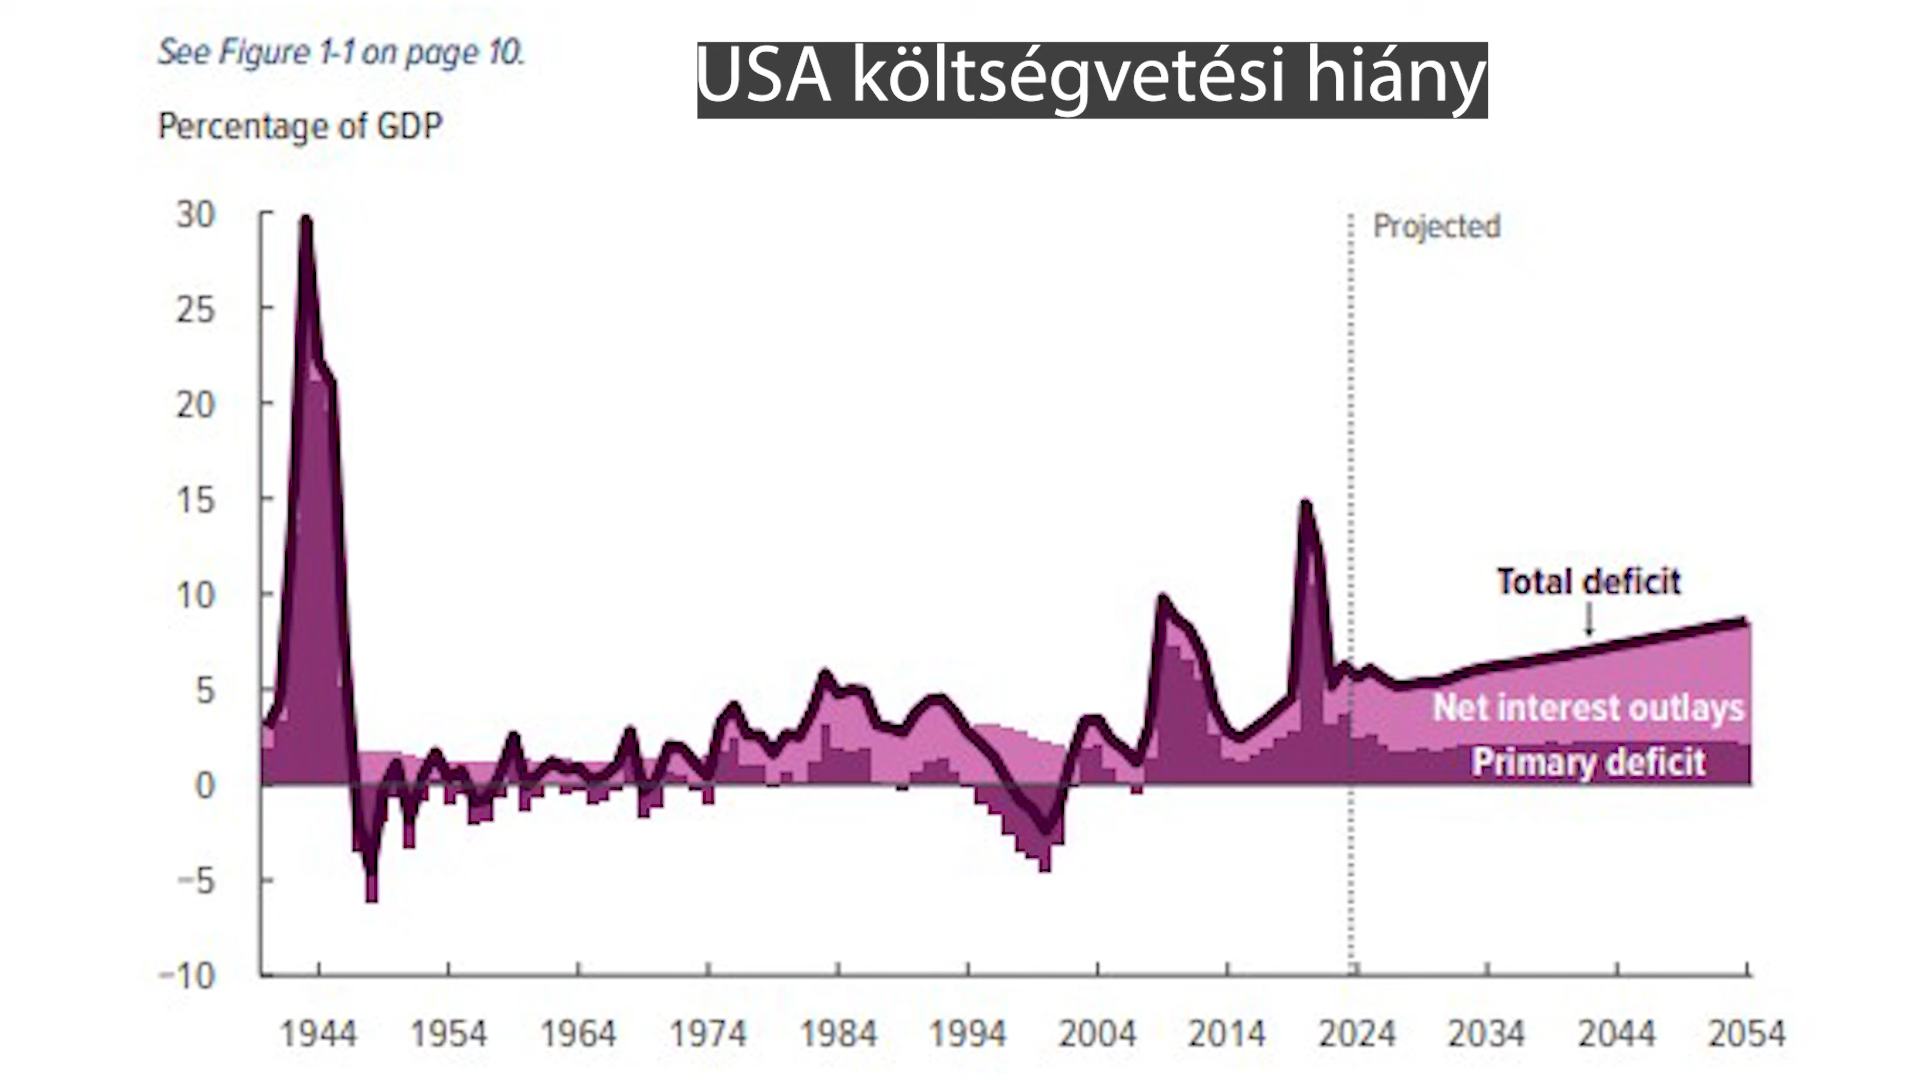 See Figure 1-1 on page 10.
USA költségvetési hiány
Percentage of GDP
30
Projected
25
20
15
10
Total deficit
5
Net interest outlays
Primary deficit
0
−5
−10
1944 1954 1964 1974 1984 1994 2004 2014 2024 2034 2044 2054